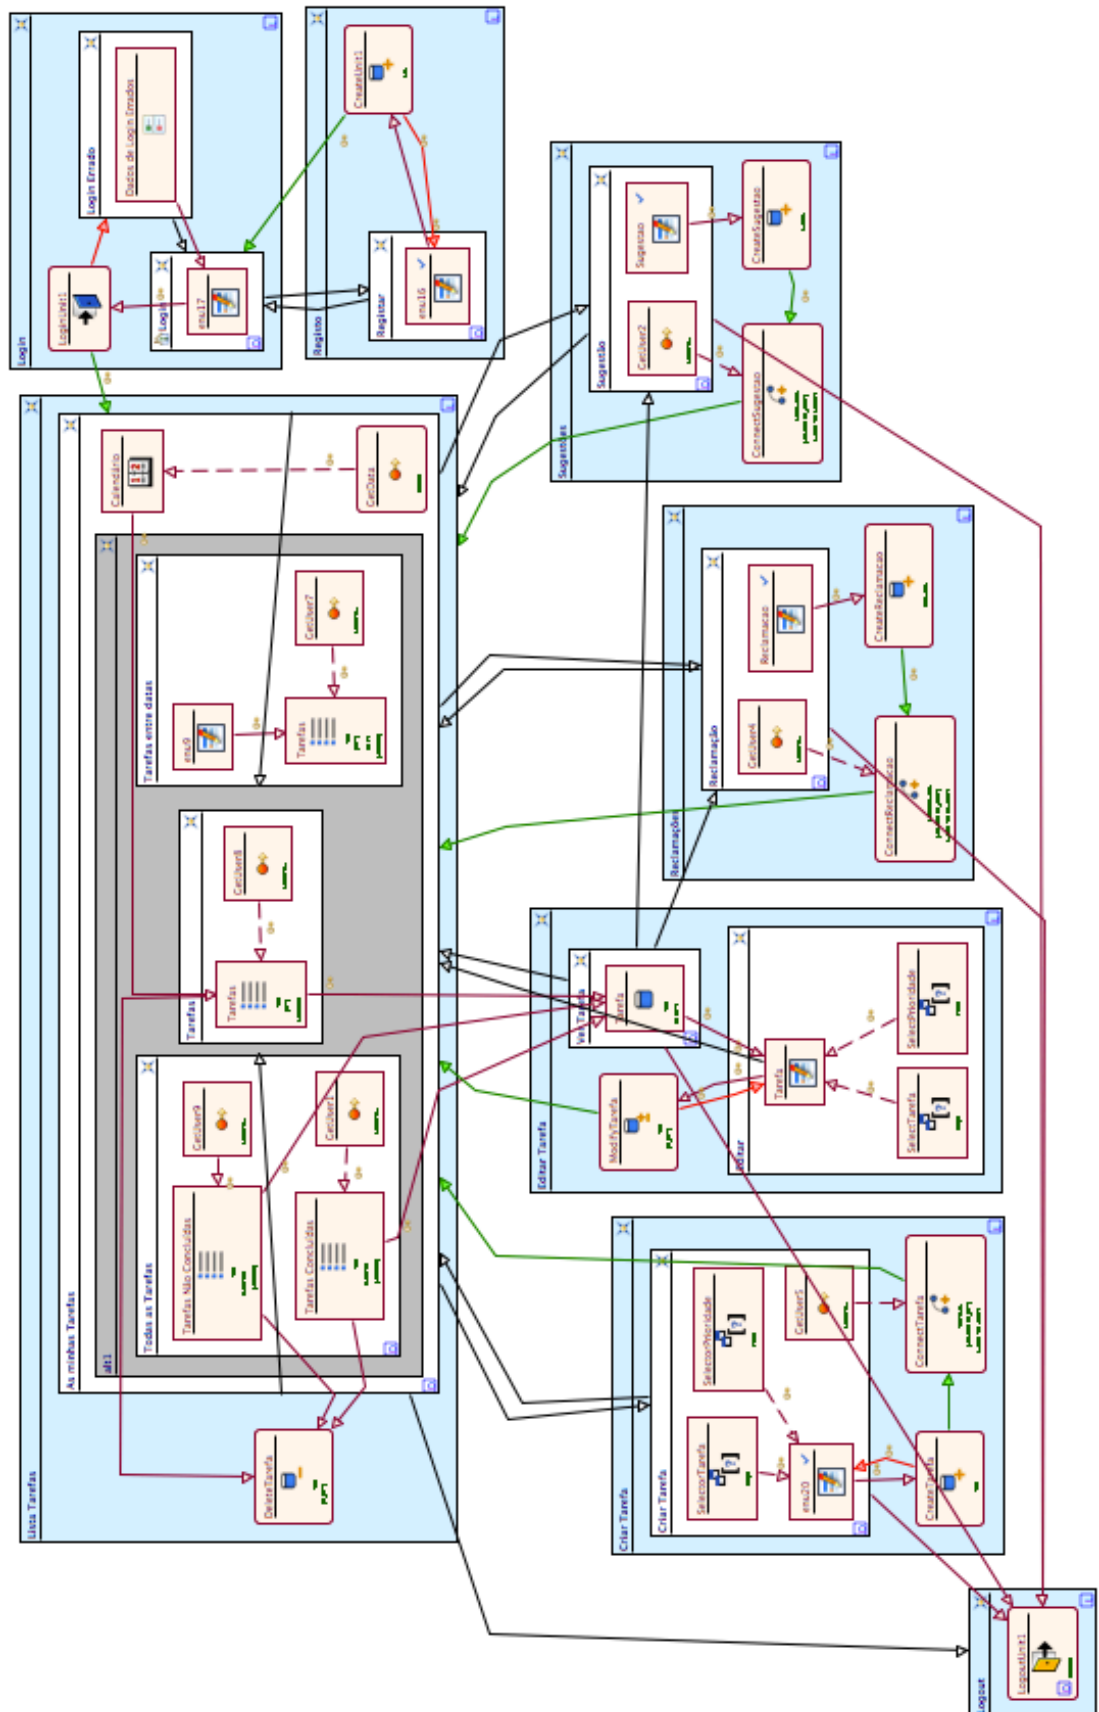 Login
LoginUnit1
Login Errado
Dados de Login Errados
Login
enu17
Registo
CreateUnit1
Registar
enu16
Lista Tarefas
As minhas Tarefas
Calendário
GetData
alt1
Tarefas entre datas
enu9
GetUser7
Tarefas
Tarefas
GetUser8
Tarefas
Todas as Tarefas
GetUser9
Tarefas Não Concluídas
GetUser1
Tarefas Concluídas
DeleteTarefa
Sugestões
Sugestão
Sugestao
GetUser2
CreateSugestao
ConnectSugestao
Reclamações
Reclamação
Reclamacao
GetUser4
CreateReclamacao
ConnectReclamacao
Editar Tarefa
Ver Tarefa
Tarefa
ModifyTarefa
Editar
Tarefa
SelectPrioridade
SelectTarefa
Criar Tarefa
Criar Tarefa
SelectorPrioridade
SelectorTarefa
GetUser5
enu20
CreateTarefa
ConnectTarefa
Logout
LogoutUnit1